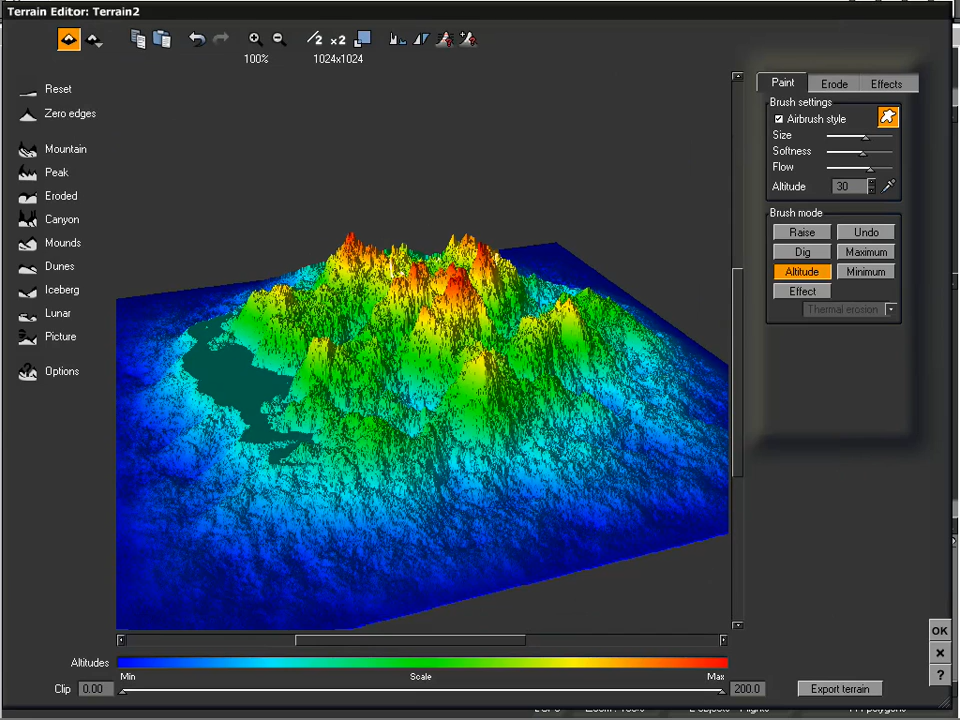 Terrain Editor: Terrain2
/2 x2
100%
1024x1024
Reset
Zero edges
Mountain
Peak
Eroded
Canyon
Mounds
Dunes
Iceberg
Lunar
Picture
Options
Paint Erode Effects
Brush settings
Airbrush style
Size
Softness
Flow
Altitude 30
Brush mode
Raise Undo
Dig Maximum
Altitude Minimum
Effect
Thermal erosion
Altitudes
Min Scale Max
Clip 0.00 200.0
Export terrain
OK
?